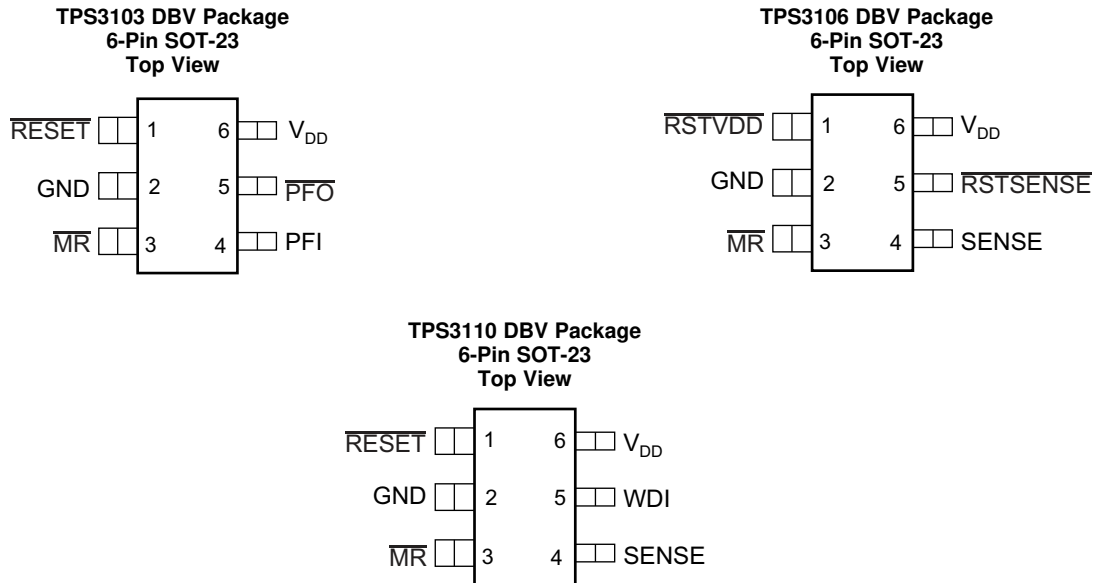 TPS3103 DBV Package
6-Pin SOT-23
Top View
RESET 1 6 VDD
GND 2 5 PFO
MR 3 4 PFI
TPS3106 DBV Package
6-Pin SOT-23
Top View
RSTVDD 1 6 VDD
GND 2 5 RSTSENSE
MR 3 4 SENSE
TPS3110 DBV Package
6-Pin SOT-23
Top View
RESET 1 6 VDD
GND 2 5 WDI
MR 3 4 SENSE